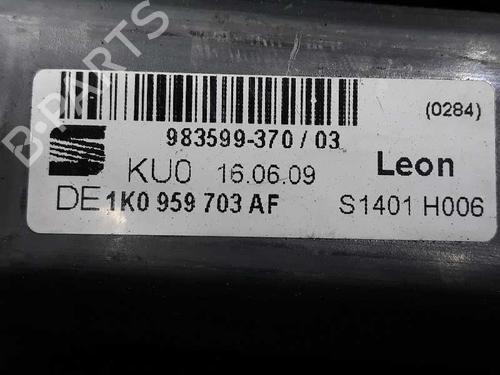 B-PARTS
(0284)
983599-370 / 03
KU0 16.06.09 Leon
DE 1K0 959 703 AF S1401 H006